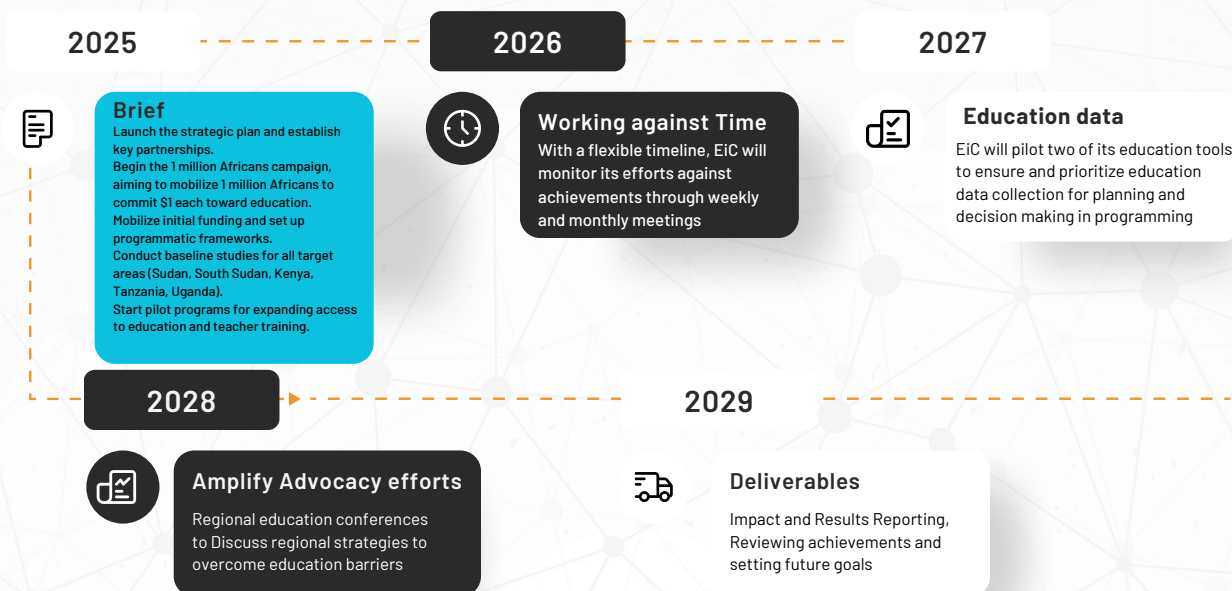 2025
2026
2027
Brief
Launch the strategic plan and establish
key partnerships.
Begin the 1 million Africans campaign,
aiming to mobilize 1 million Africans to
commit $1 each toward education.
Mobilize initial funding and set up
programmatic frameworks.
Conduct baseline studies for all target
areas (Sudan, South Sudan, Kenya,
Tanzania, Uganda).
Start pilot programs for expanding access
to education and teacher training.
Working against Time
With a flexible timeline, EiC will
monitor its efforts against
achievements through weekly
and monthly meetings
Education data
EiC will pilot two of its education tools
to ensure and prioritize education
data collection for planning and
decision making in programming
2028
2029
Amplify Advocacy efforts
Regional education conferences
to Discuss regional strategies to
overcome education barriers
Deliverables
Impact and Results Reporting,
Reviewing achievements and
setting future goals